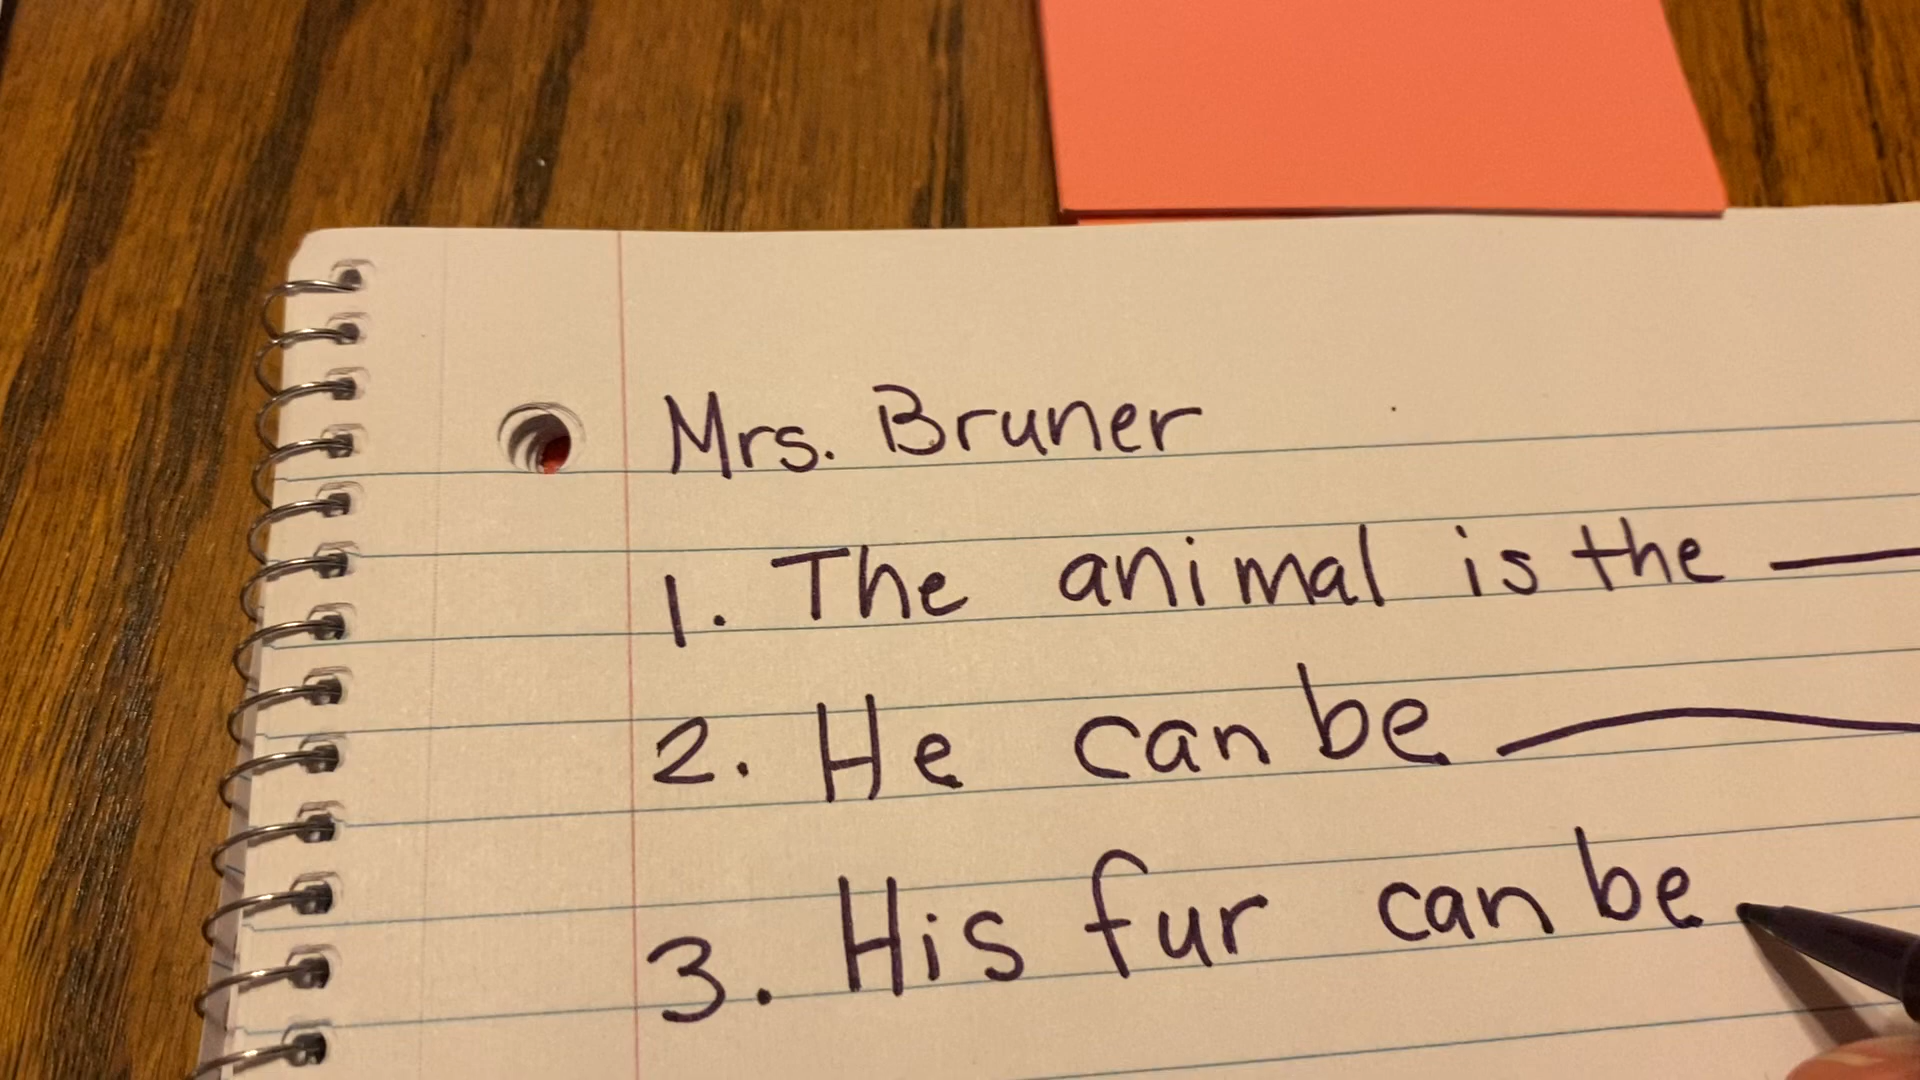 Mrs. Bruner
1. The animal is the
2. He can be
3. His fur can be